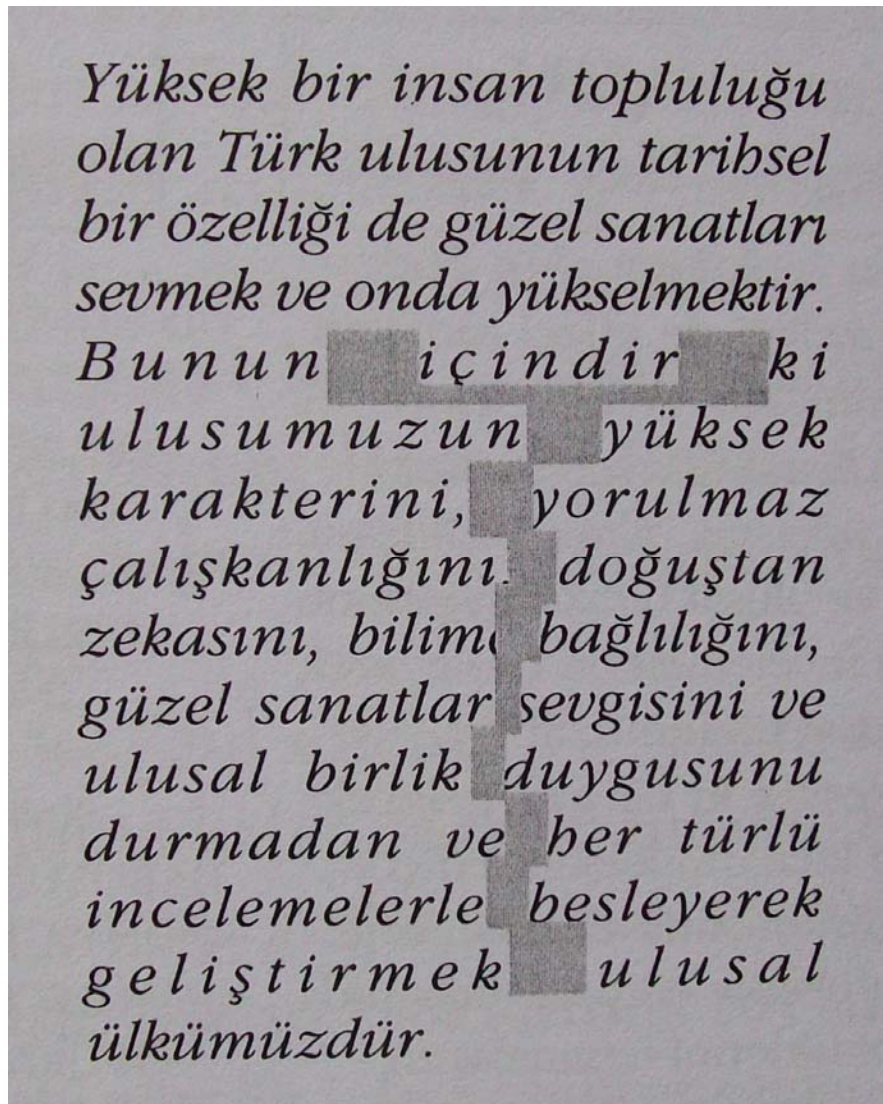 Yüksek bir insan topluluğu
olan Türk ulusunun tarihsel
bir özelliği de güzel sanatları
sevmek ve onda yükselmektir.
Bunun içindir ki
ulusumuzun yüksek
karakterini, yorulmaz
çalışkanlığını, doğuştan
zekasını, bilime bağlılığını,
güzel sanatlar sevgisini ve
ulusal birlik duygusunu
durmadan ve her türlü
incelemelerle besleyerek
geliştirmek ulusal
ülkümüzdür.